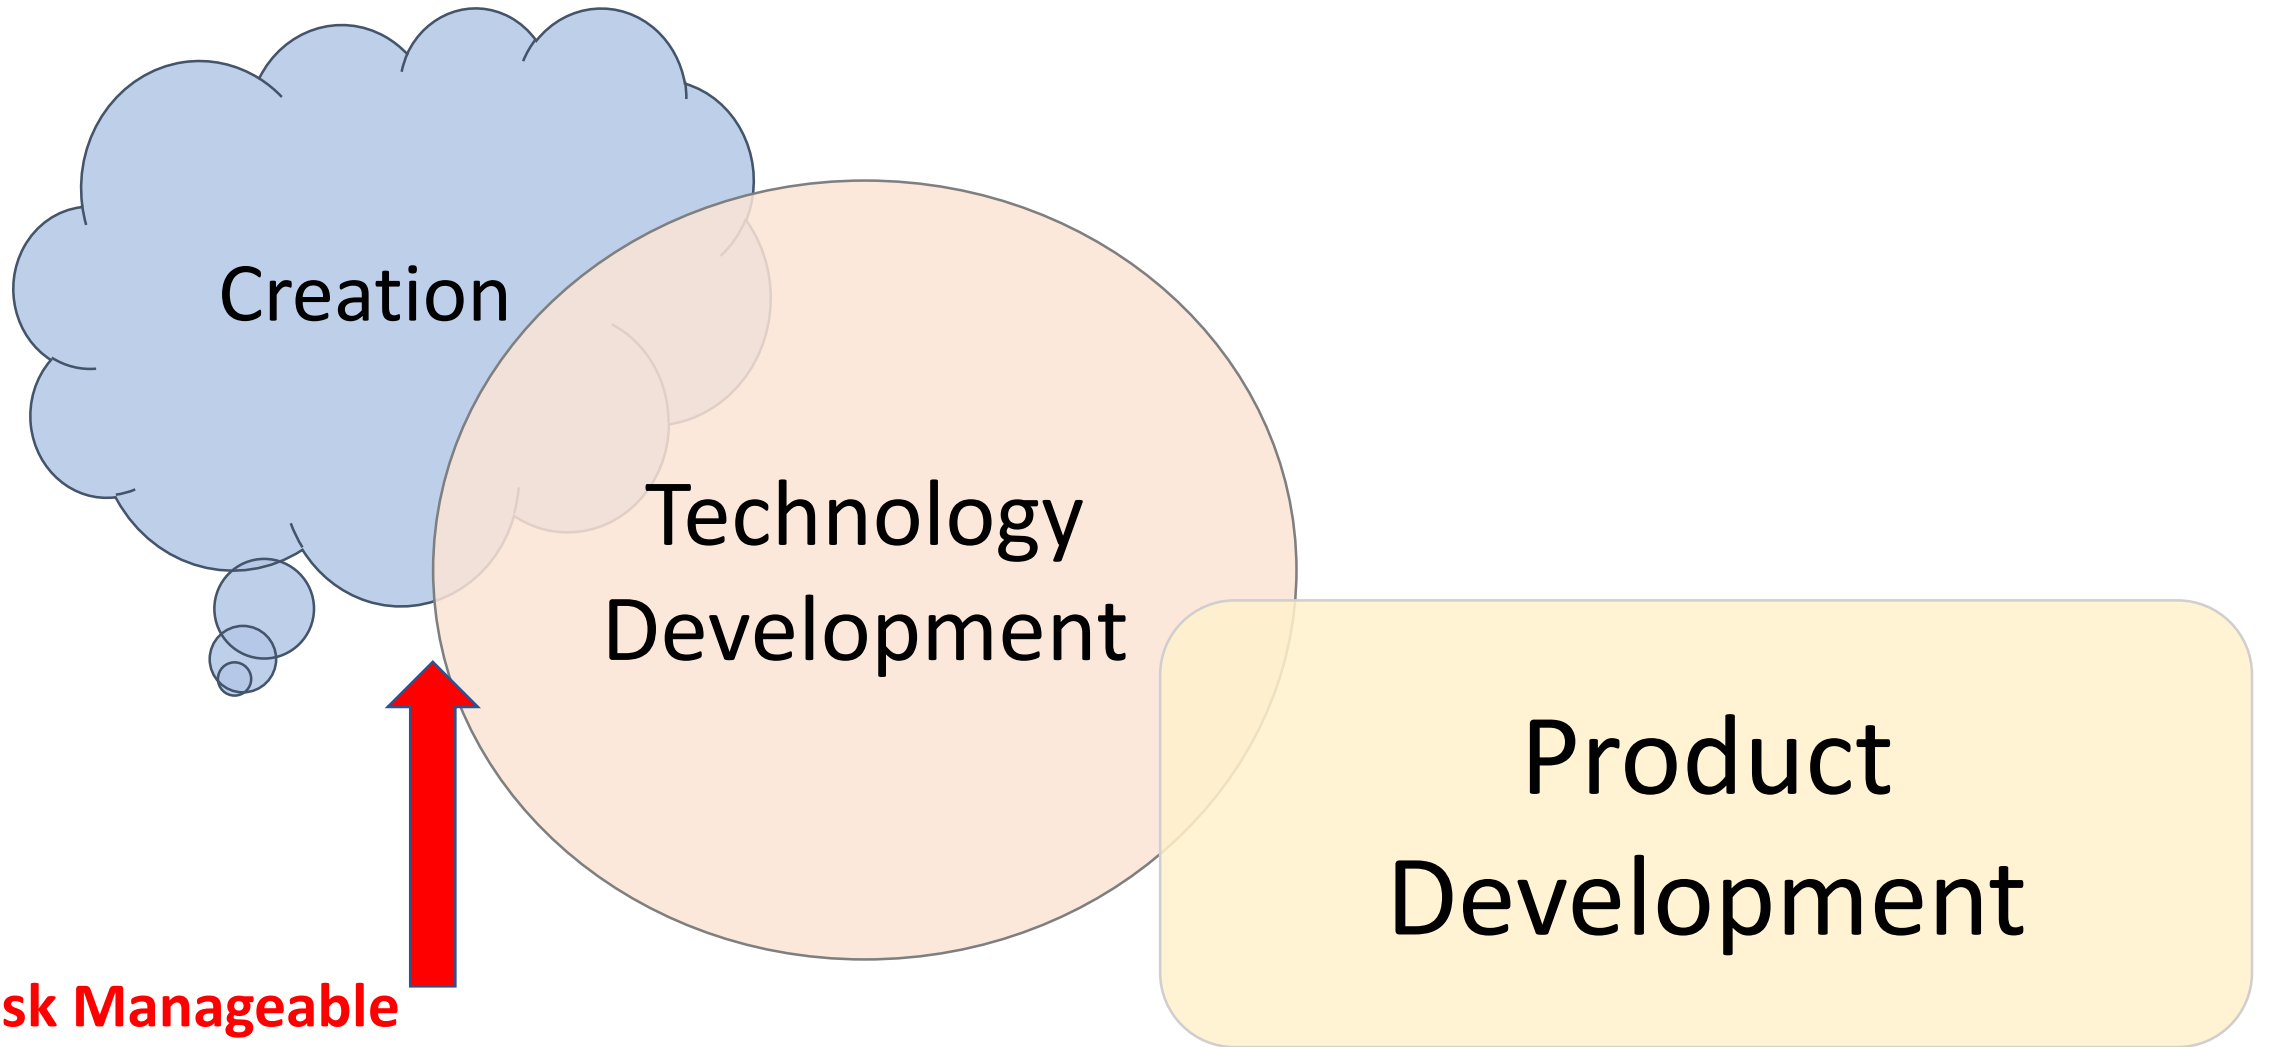 Creation
Technology
Development
Product
Development
sk Manageable